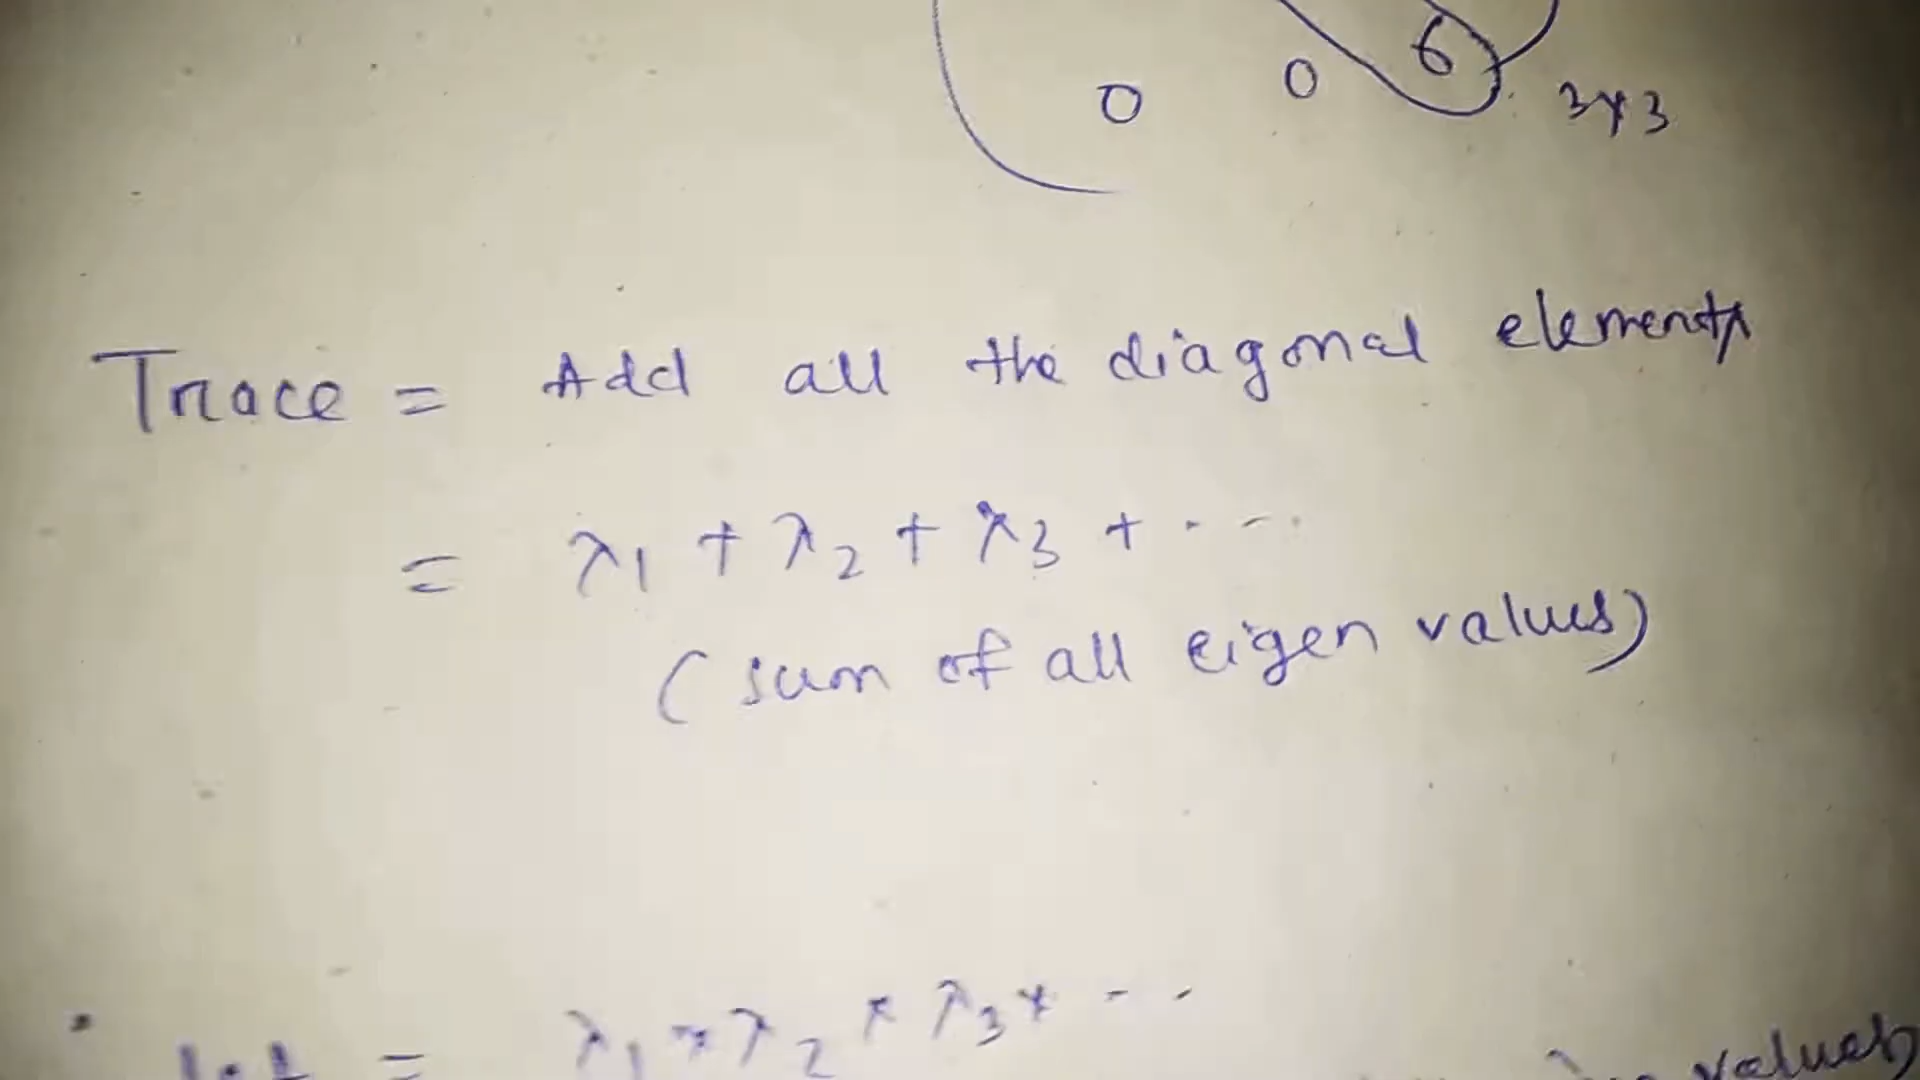 0 0 6
3x3
Trace = Add all the diagonal elements
= λ1 + λ2 + λ3 + ...
(sum of all eigen values)
= λ1 * λ2 * λ3 * ...
values